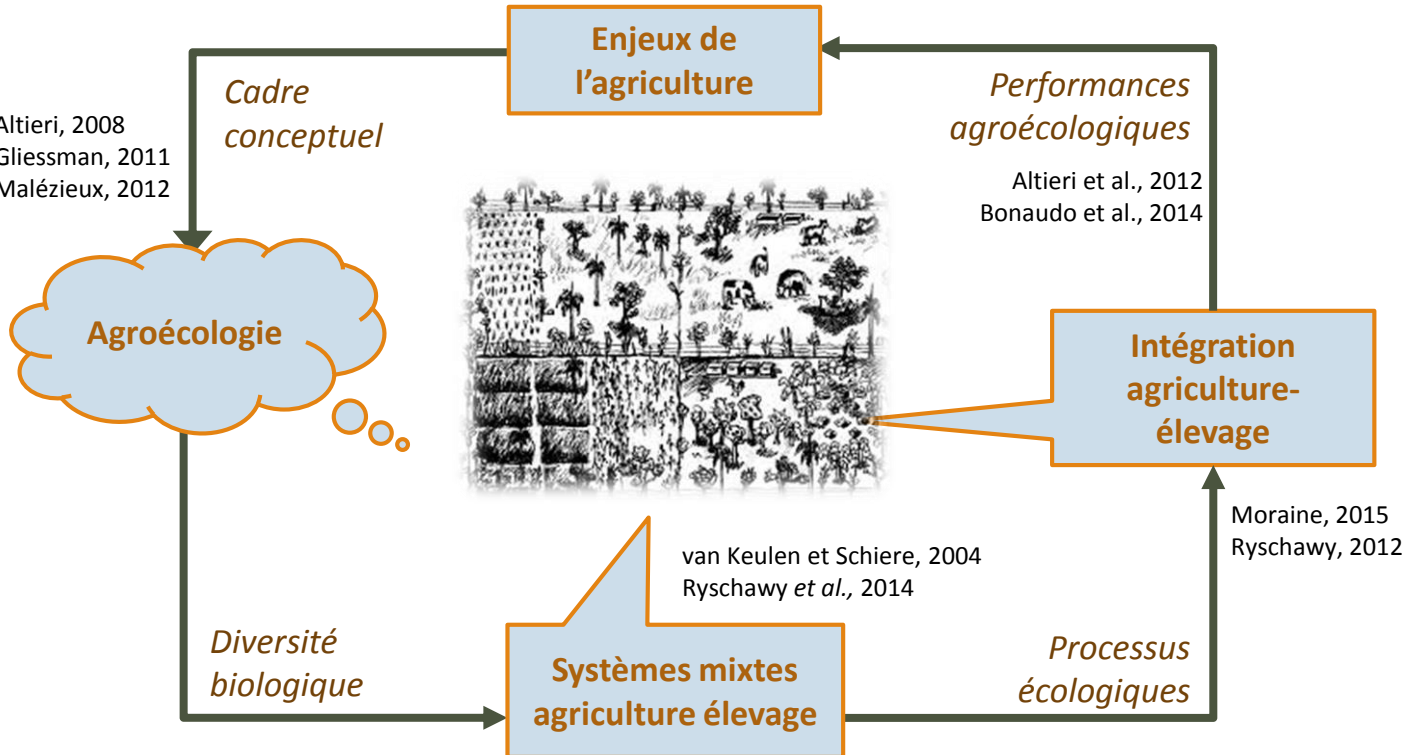 Enjeux de
l’agriculture
Cadre
conceptuel
Altieri, 2008
Gliessman, 2011
Malézieux, 2012
Performances
agroécologiques
Altieri et al., 2012
Bonaudo et al., 2014
Agroécologie
Intégration
agriculture-
élevage
Moraine, 2015
Ryschawy, 2012
van Keulen et Schiere, 2004
Ryschawy et al., 2014
Diversité
biologique
Systèmes mixtes
agriculture élevage
Processus
écologiques